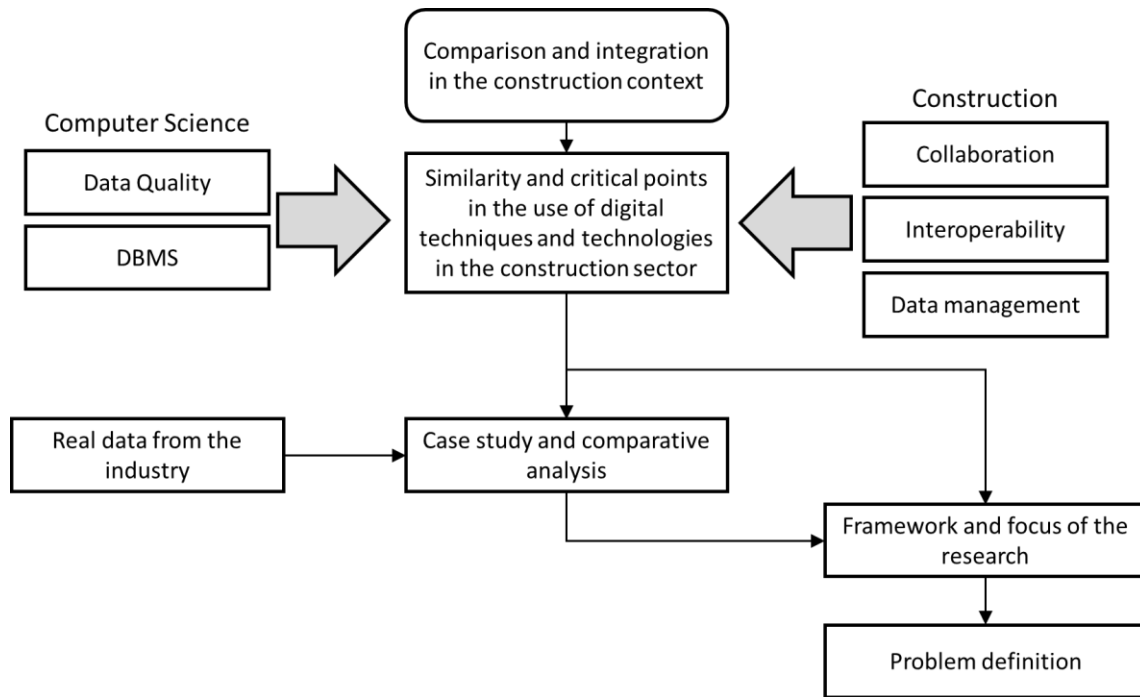 Comparison and integration
in the construction context
Computer Science
Data Quality
DBMS
Similarity and critical points
in the use of digital
techniques and technologies
in the construction sector
Construction
Collaboration
Interoperability
Data management
Real data from the
industry
Case study and comparative
analysis
Framework and focus of the
research
Problem definition